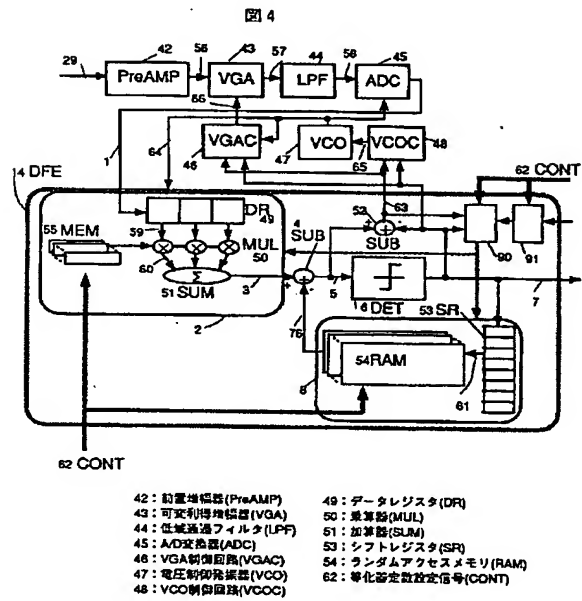 図4
42 56 43 57 44 58 45
29
PreAMP VGA LPF ADC
66
1 64
VGAC VCO VCOC
46 47 65 48
14 DFE
62 CONT
63
55 MEM
DR 49
59
52
SUB
4 SUB
90 91
MUL 50
60
Σ
51 SUM
3
5
6 DET
7
53 SR
2
76
54 RAM
8
61
62 CONT
42:前置増幅器(PreAMP)
43:可変利得増幅器(VGA)
44:低域通過フィルタ(LPF)
45:A/D変換器(ADC)
46:VGA制御回路(VGAC)
47:電圧制御発振器(VCO)
48:VCO制御回路(VCOC)
49:データレジスタ(DR)
50:乗算器(MUL)
51:加算器(SUM)
53:シフトレジスタ(SR)
54:ランダムアクセスメモリ(RAM)
62:等化器定数設定信号(CONT)